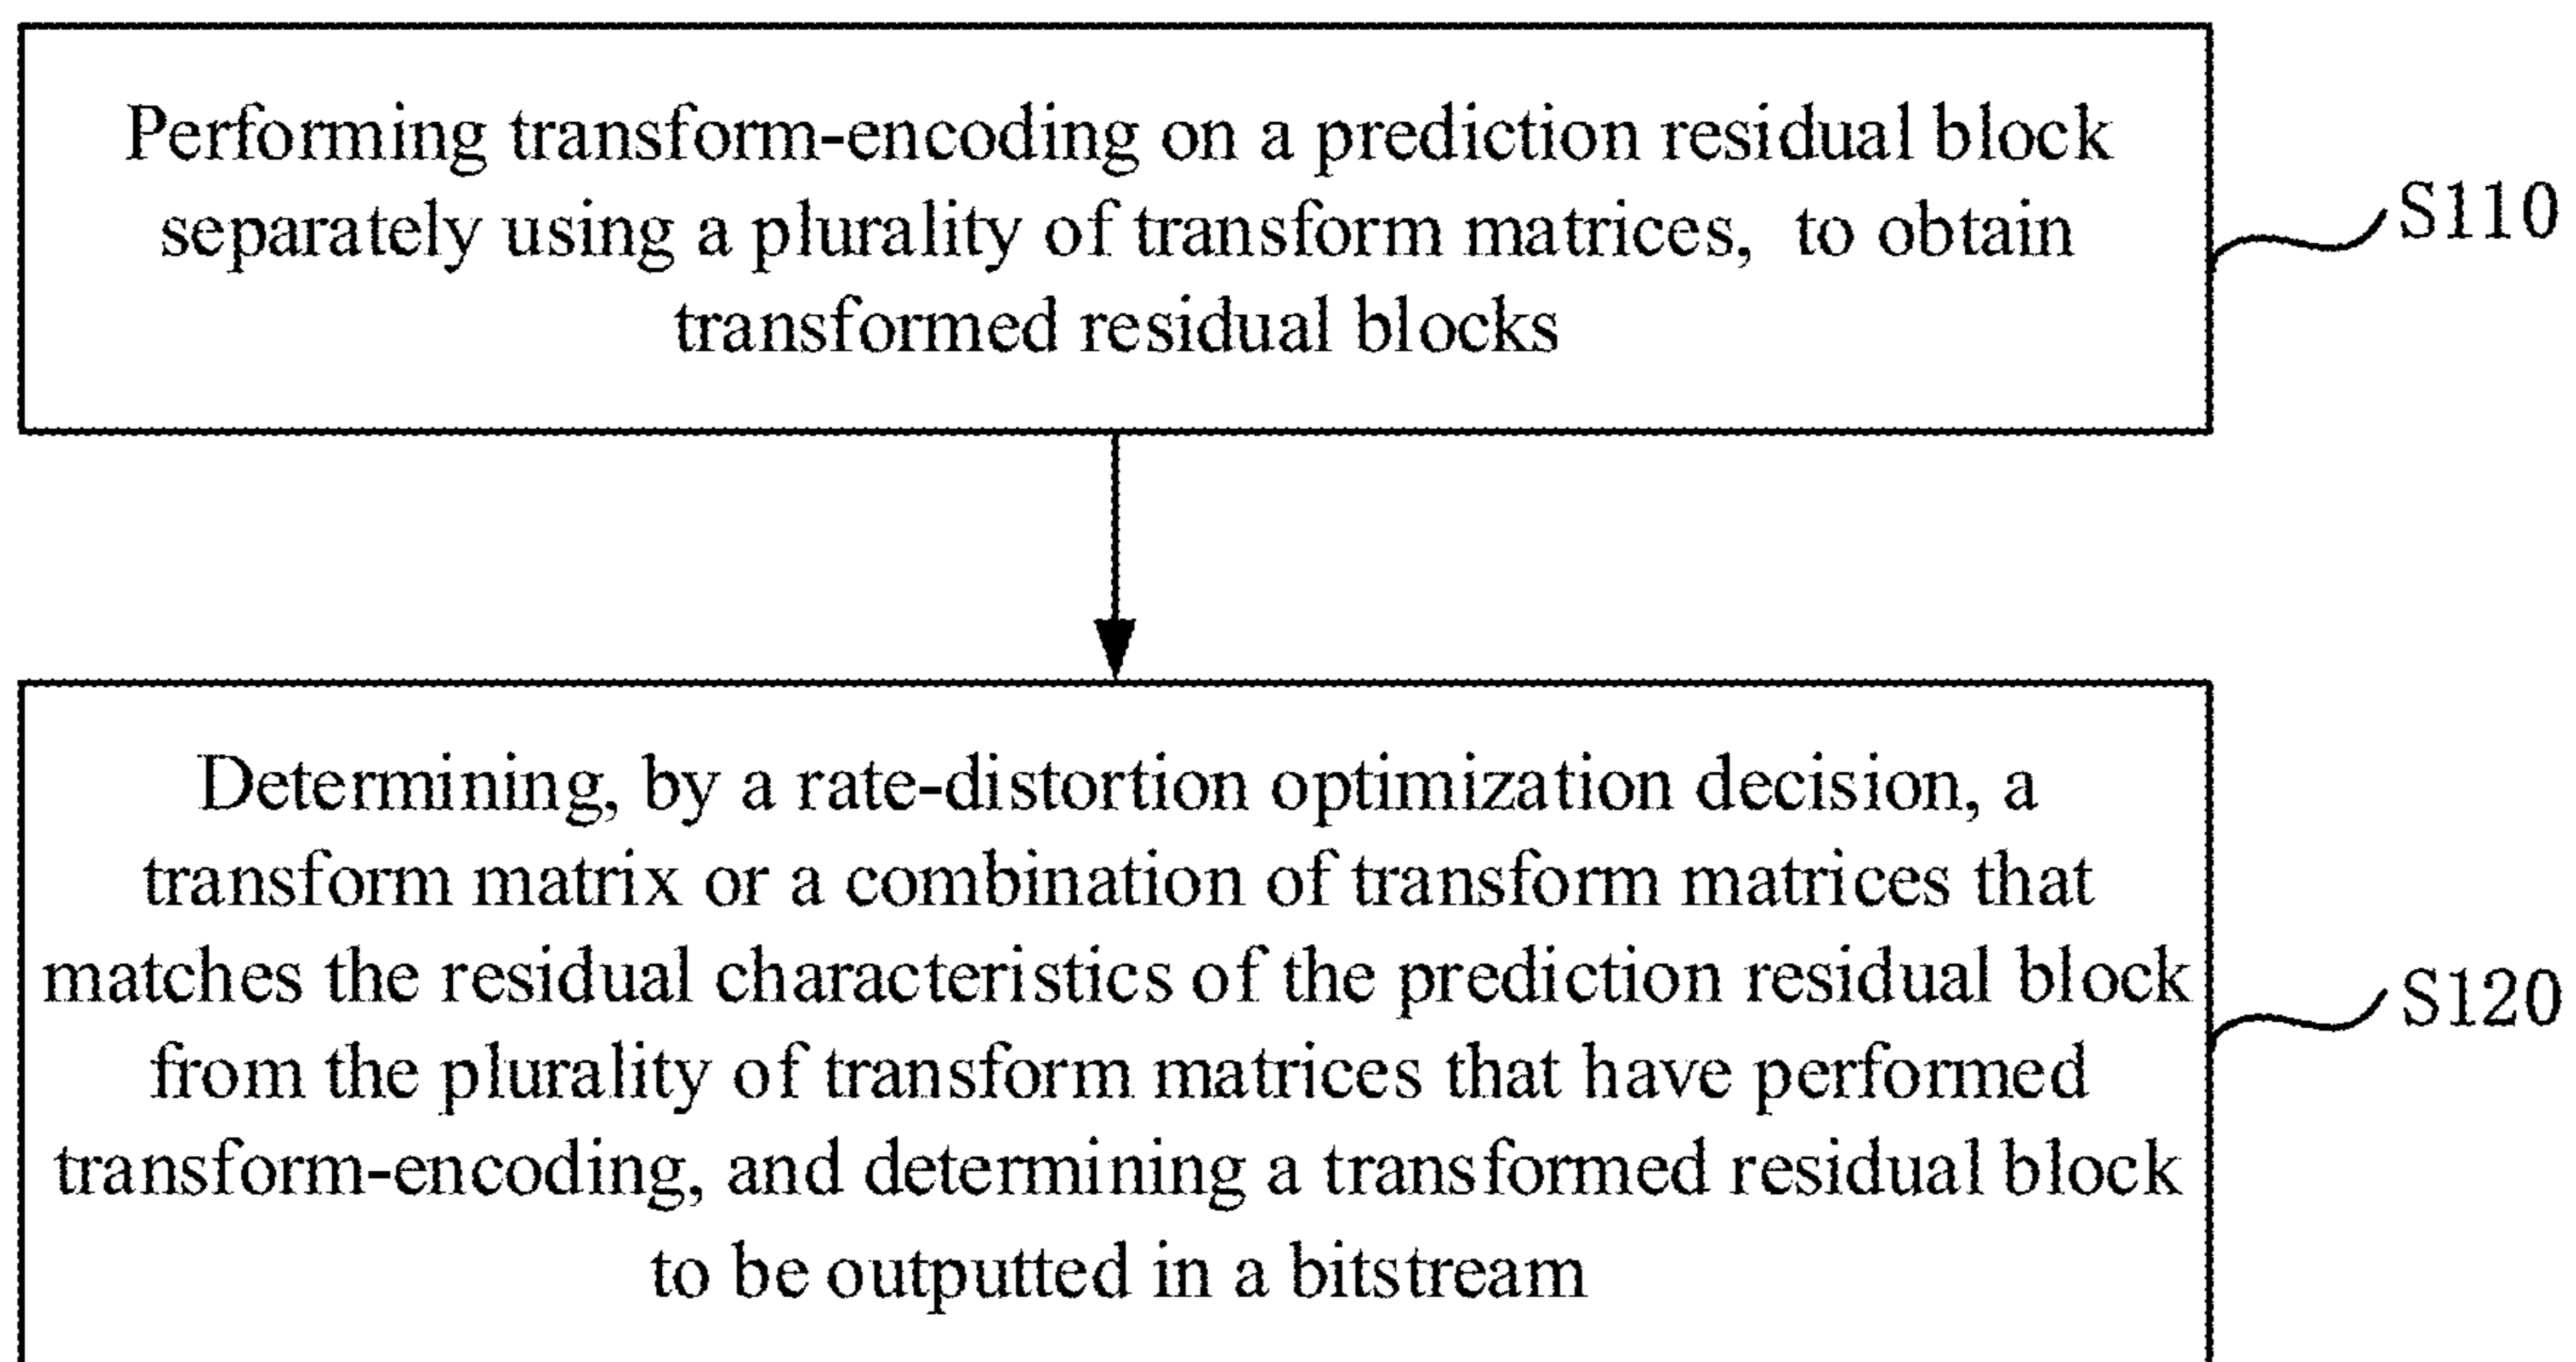 Performing transform-encoding on a prediction residual block
separately using a plurality of transform matrices, to obtain
transformed residual blocks
S110
Determining, by a rate-distortion optimization decision, a
transform matrix or a combination of transform matrices that
matches the residual characteristics of the prediction residual block
from the plurality of transform matrices that have performed
transform-encoding, and determining a transformed residual block
to be outputted in a bitstream
S120